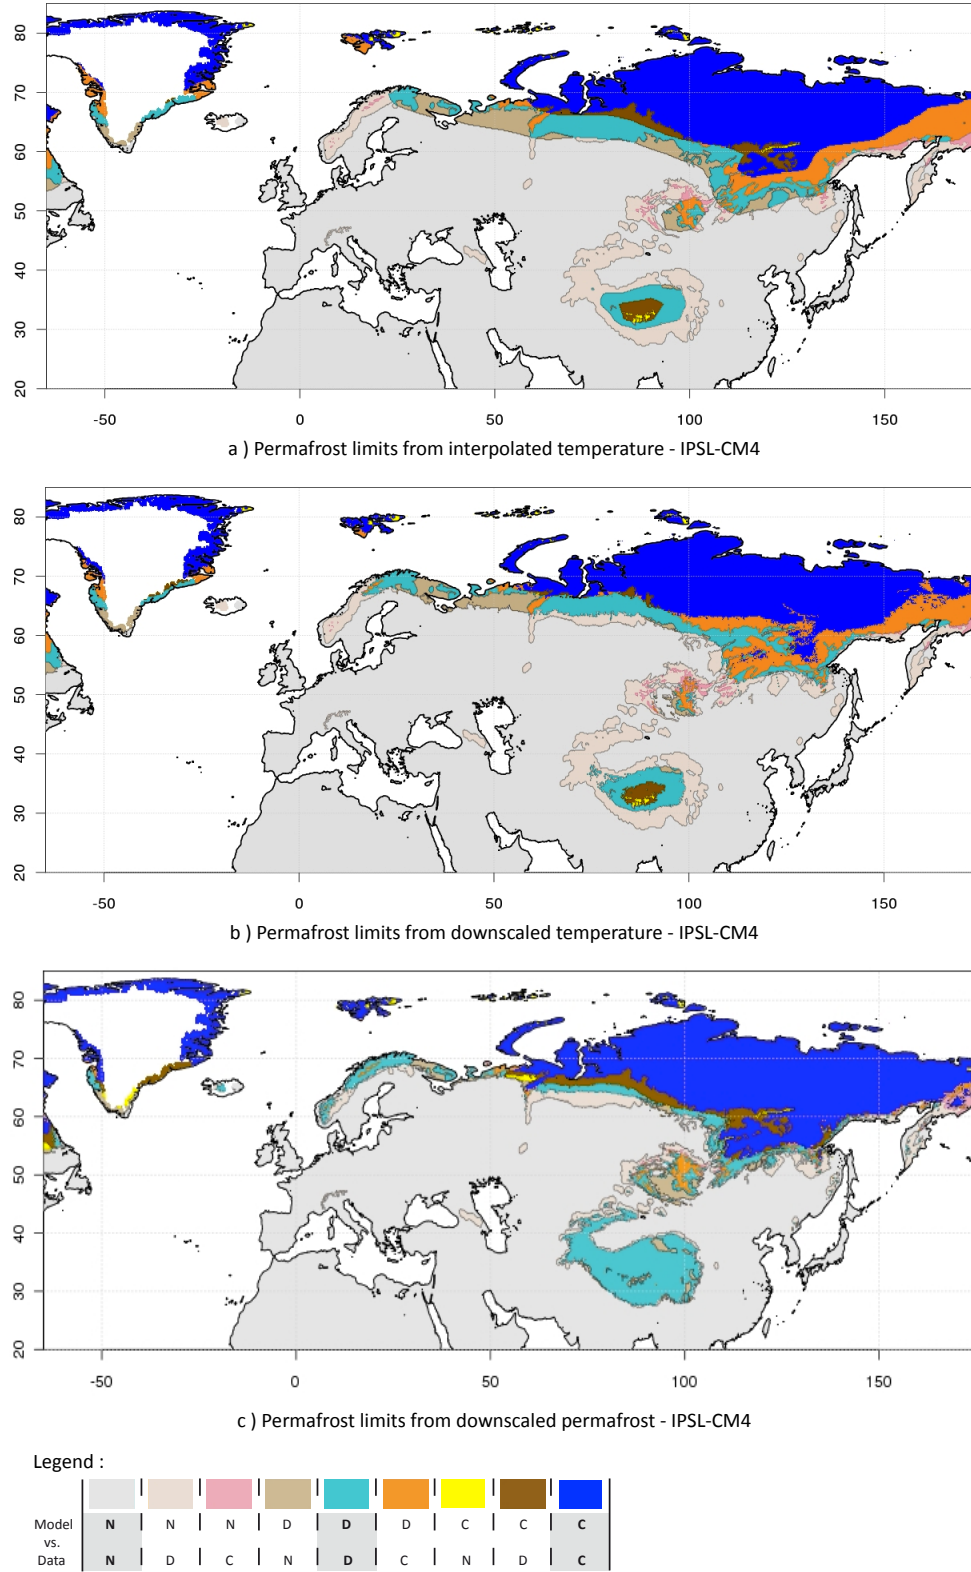 80
70
60
50
40
30
20
-50 0 50 100 150
a ) Permafrost limits from interpolated temperature - IPSL-CM4
80
70
60
50
40
30
20
-50 0 50 100 150
b ) Permafrost limits from downscaled temperature - IPSL-CM4
80
70
60
50
40
30
20
-50 0 50 100 150
c ) Permafrost limits from downscaled permafrost - IPSL-CM4
Legend :
Model N N N D D D C C C
vs.
Data N D C N D C N D C